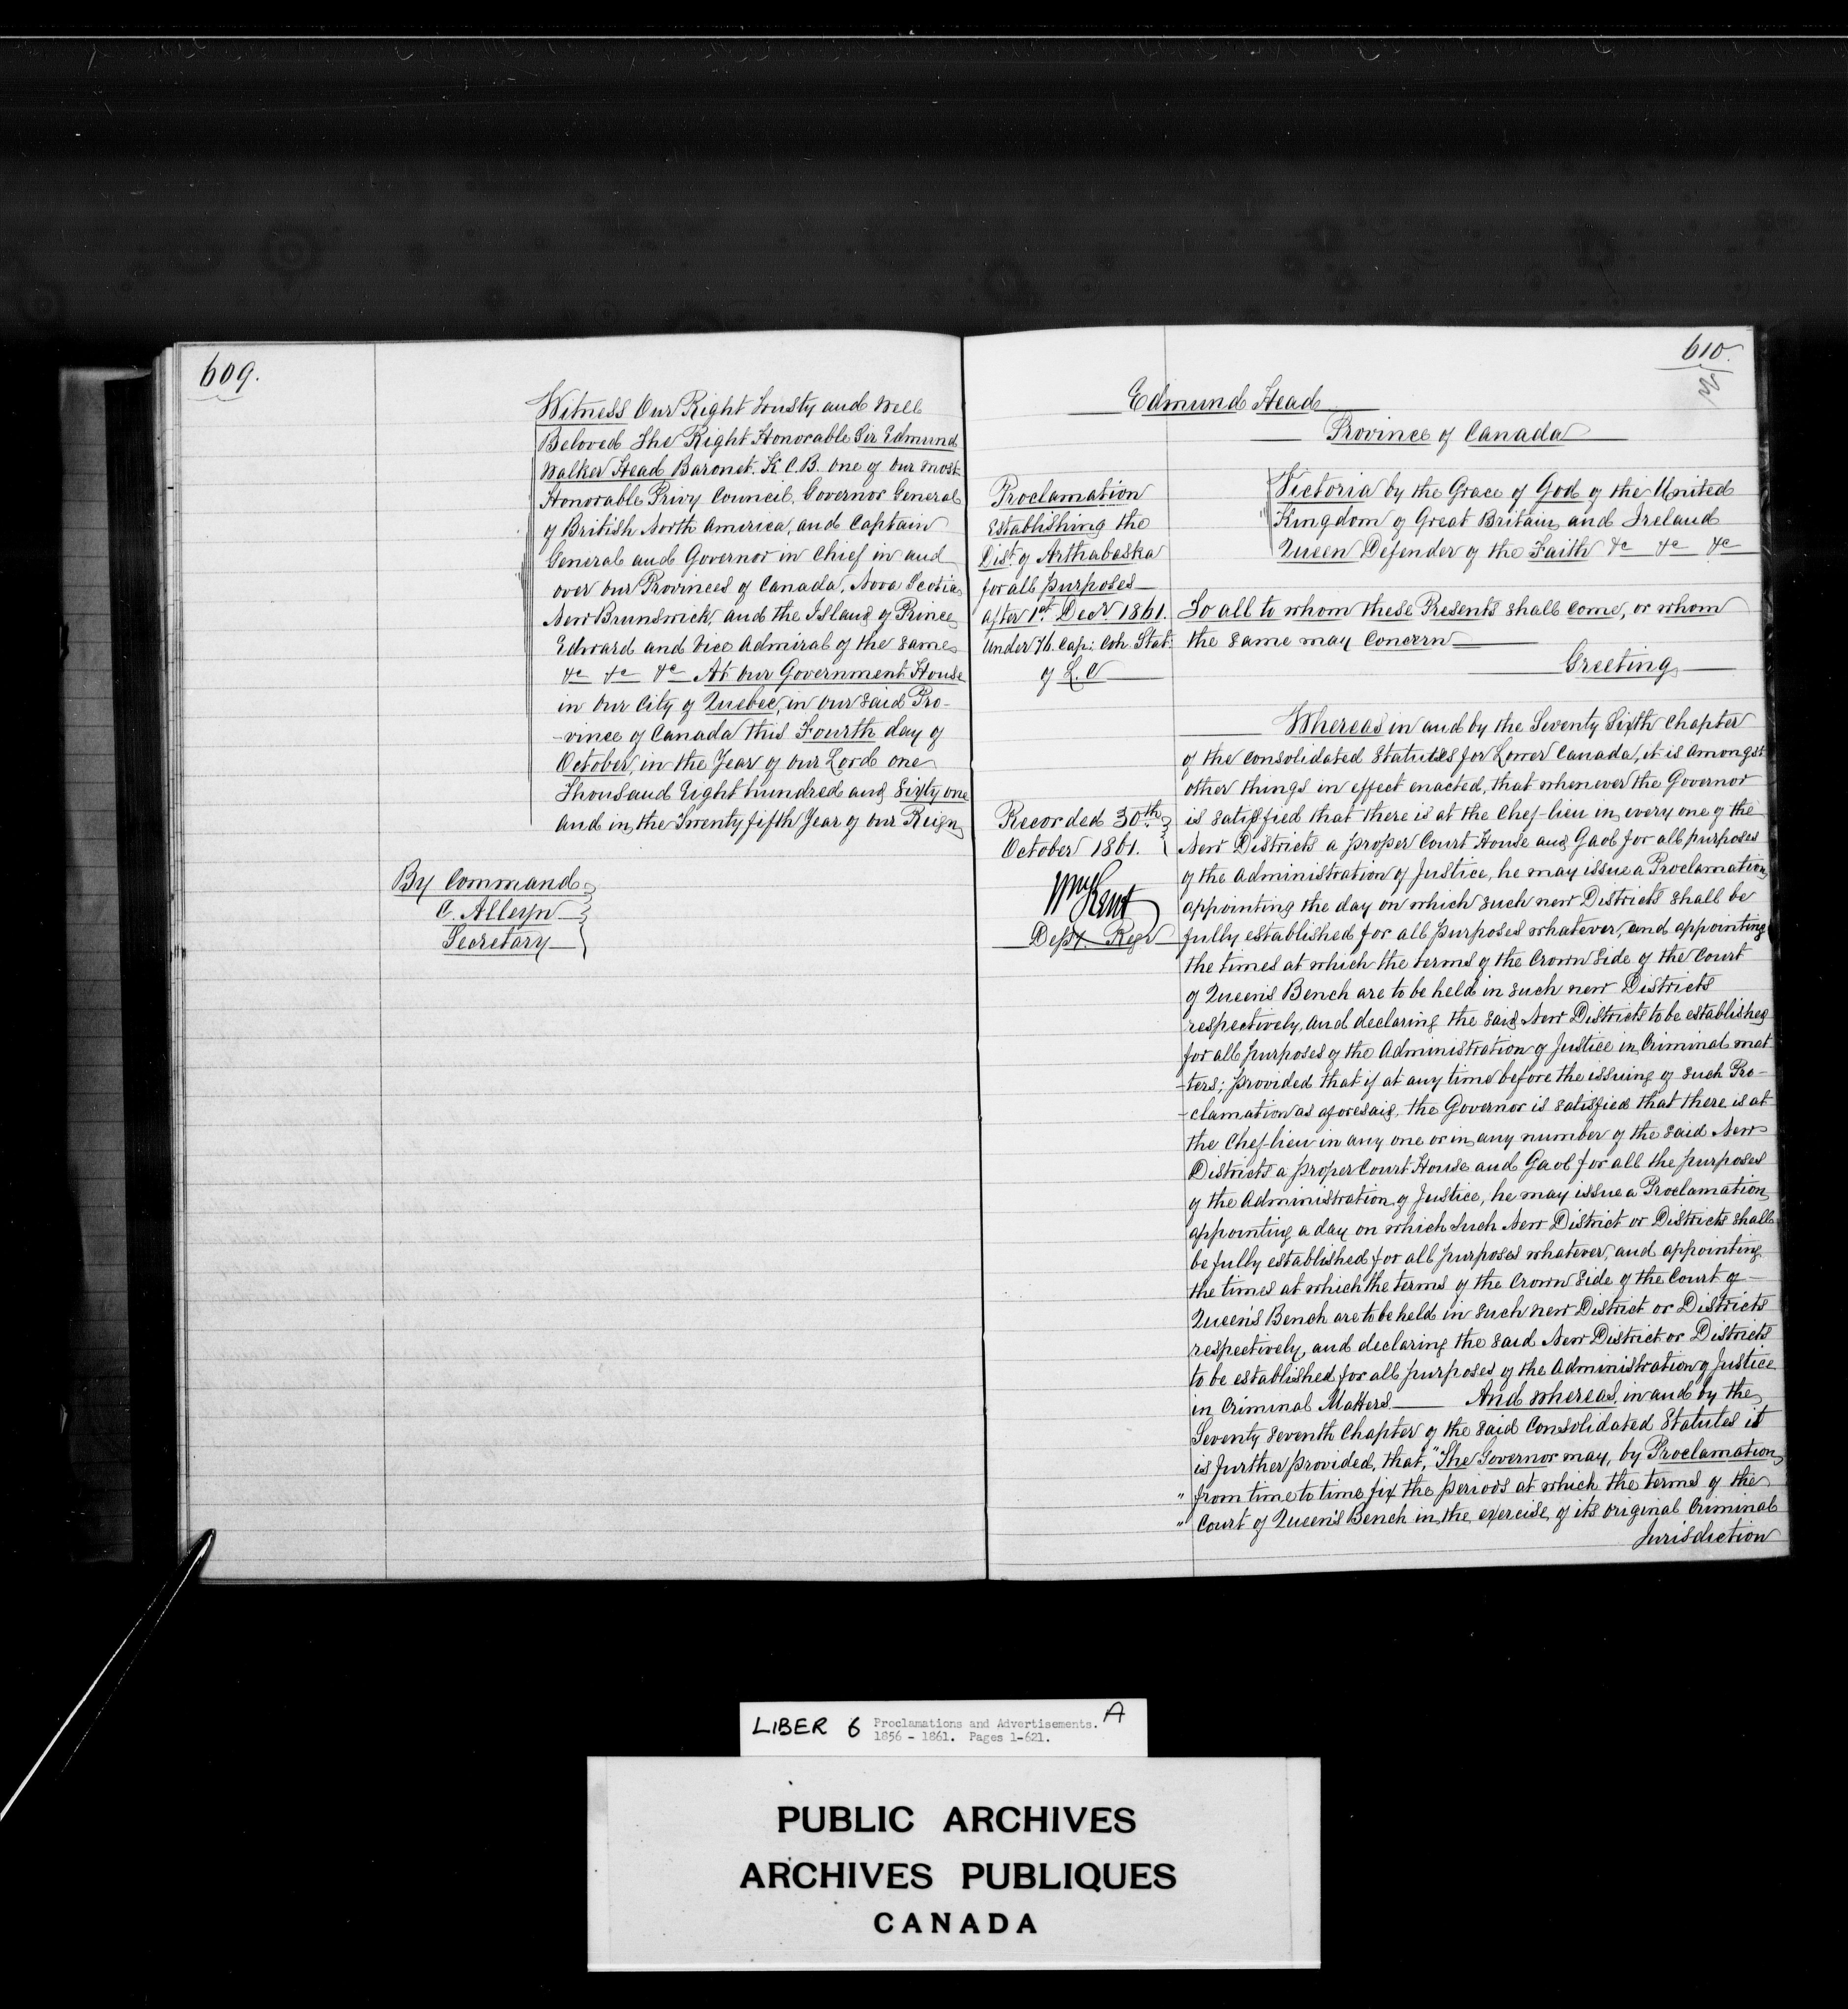 609.
Witness Our Right Trusty and Well
Beloved The Right Honorable Sir Edmund
Walker Head Baronet. K.C.B. one of our most
Honorable Privy Council, Governor General
of British North America, and Captain
General and Governor in Chief in and
over our Provinces of Canada, Nova Scotia,
New Brunswick, and the Island of Prince
Edward and Vice Admiral of the same
&c &c &c At our Government House
in our City of Quebec, in our said Pro-
-vince of Canada this Fourth day of
October, in the Year of our Lord one
Thousand Eight hundred and Sixty one
and in the Twenty fifth Year of our Reign
By Command
C. Alleyn
Secretary
610.
Edmund Head
Province of Canada
Proclamation
Establishing the
Dist. of Arthabaska
for all purposes
after 1st. Decr. 1861.
under 76. Cap: Con. Stat:
of L. C
Recorded 30th.
October 1861.
Wm Kent
Depy. Regr
Victoria by the Grace of God of the United
Kingdom of Great Britain and Ireland
Queen Defender of the Faith &c &c &c
To all to whom these Presents shall come, or whom
the same may Concern
Greeting
Whereas in and by the Seventy Sixth Chapter
of the Consolidated Statutes for Lower Canada, it is amongst
other things in effect enacted, that whenever the Governor
is satisfied that there is at the Chef-lieu in every one of the
New Districts a proper Court House and Gaol for all purposes
of the Administration of Justice, he may issue a Proclamation
appointing the day on which such new Districts shall be
fully established for all purposes whatever, and appointing
the times at which the terms of the Crown Side of the Court
of Queen's Bench are to be held in such new Districts
respectively, and declaring the said New Districts to be established
for all purposes of the Administration of Justice in Criminal mat
-ters; provided that if at any time before the issuing of such Pro-
-clamation as aforesaid, the Governor is satisfied that there is at
the Chef-lieu in any one or in any number of the said New
Districts a proper Court House and Gaol for all the purposes
of the Administration of Justice, he may issue a Proclamation
appointing a day on which such New District or Districts shall
be fully established for all purposes whatever, and appointing
the times at which the terms of the Crown Side of the Court of
Queen's Bench are to be held in such new District or Districts
respectively, and declaring the said New District or Districts
to be established for all purposes of the Administration of Justice
in Criminal Matters. And whereas, in and by the
Seventy Seventh Chapter of the said Consolidated Statutes it
is further provided, that, "The Governor may, by Proclamation
" from time to time fix the periods at which the terms of the
" Court of Queen's Bench in the exercise of its original Criminal
Jurisdiction
LIBER 6 Proclamations and Advertisements. A
1856 - 1861. Pages 1-621.
PUBLIC ARCHIVES
ARCHIVES PUBLIQUES
CANADA